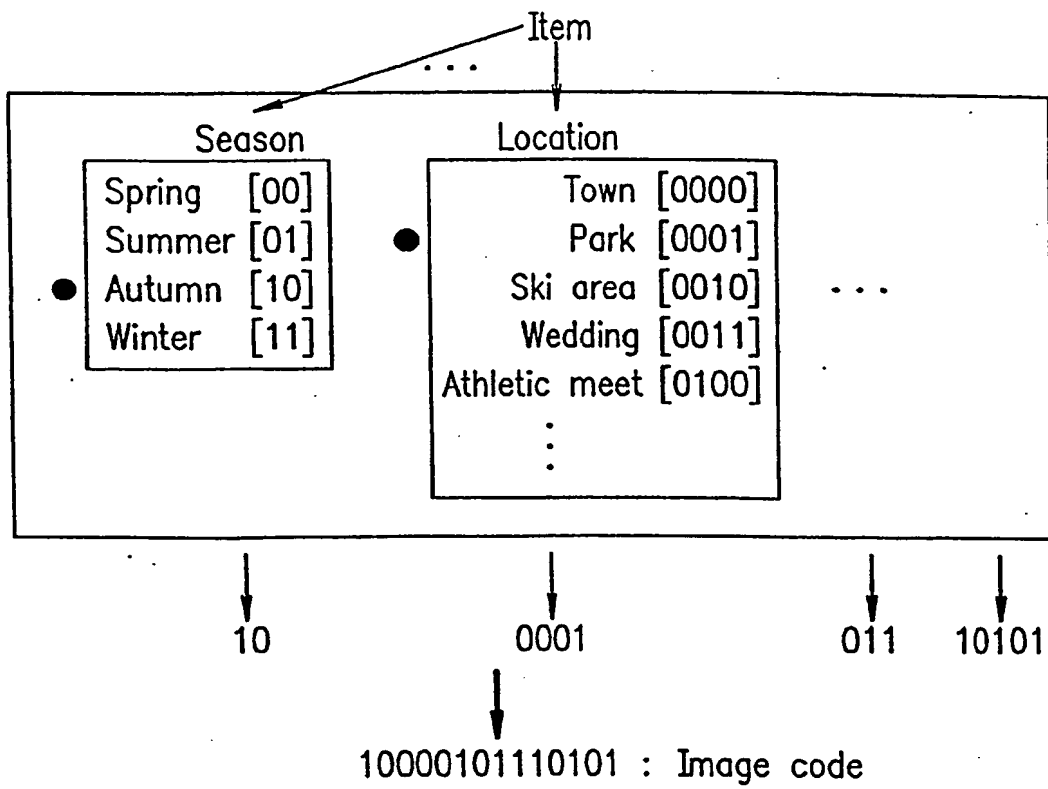 Item
. . .
Season Location
Spring [00]
Summer [01]
Autumn [10]
Winter [11]
Town [0000]
Park [0001]
Ski area [0010]
Wedding [0011]
Athletic meet [0100]
. . .
10 0001 011 10101
10000101110101 : Image code